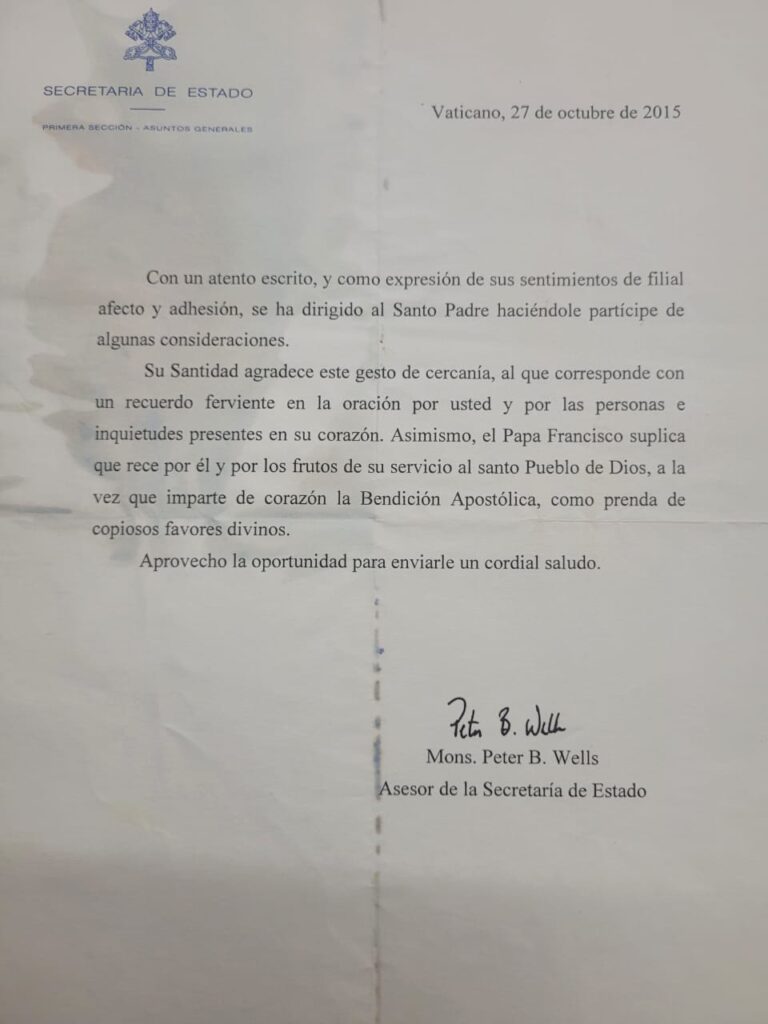 SECRETARIA DE ESTADO
PRIMERA SECCIÓN - ASUNTOS GENERALES
Vaticano, 27 de octubre de 2015
Con un atento escrito, y como expresión de sus sentimientos de filial
afecto y adhesión, se ha dirigido al Santo Padre haciéndole partícipe de
algunas consideraciones.
Su Santidad agradece este gesto de cercanía, al que corresponde con
un recuerdo ferviente en la oración por usted y por las personas e
inquietudes presentes en su corazón. Asimismo, el Papa Francisco suplica
que rece por él y por los frutos de su servicio al santo Pueblo de Dios, a la
vez que imparte de corazón la Bendición Apostólica, como prenda de
copiosos favores divinos.
Aprovecho la oportunidad para enviarle un cordial saludo.
Peter B. Wells
Mons. Peter B. Wells
Asesor de la Secretaría de Estado